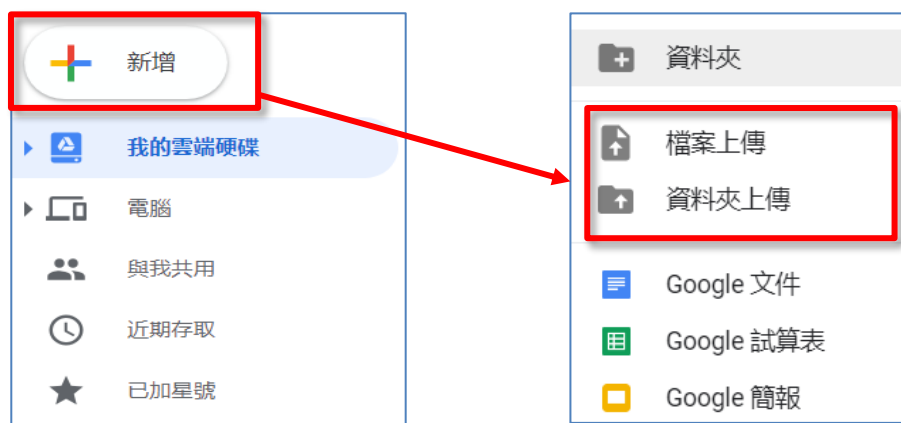 新增
我的雲端硬碟
電腦
與我共用
近期存取
已加星號
資料夾
檔案上傳
資料夾上傳
Google 文件
Google 試算表
Google 簡報